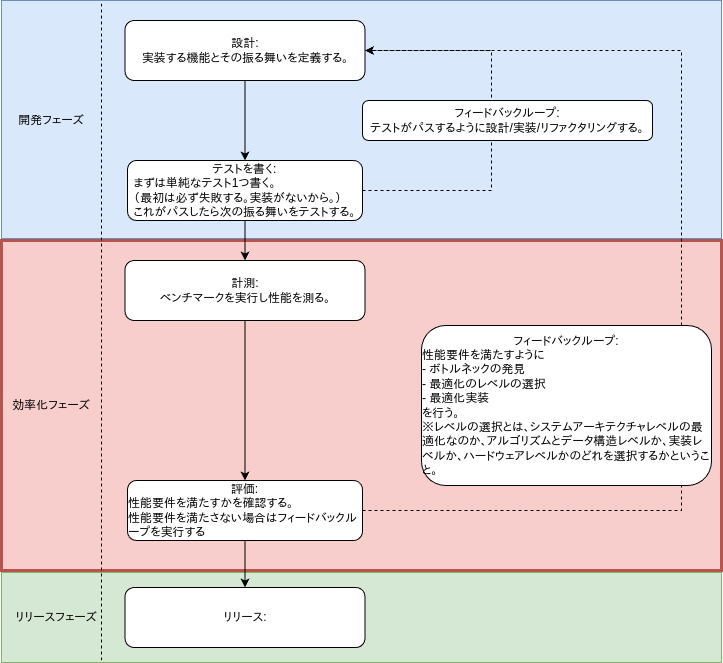 開発フェーズ
設計:
実装する機能とその振る舞いを定義する。
フィードバックループ:
テストがパスするように設計/実装/リファクタリングする。
テストを書く:
まずは単純なテスト1つ書く。
（最初は必ず失敗する。実装がないから。）
これがパスしたら次の振る舞いをテストする。
効率化フェーズ
計測:
ベンチマークを実行し性能を測る。
フィードバックループ:
性能要件を満たすように
- ボトルネックの発見
- 最適化のレベルの選択
- 最適化実装
を行う。
※レベルの選択とは、システムアーキテクチャレベルの最
適化なのか、アルゴリズムとデータ構造レベルか、実装レ
ベルか、ハードウェアレベルかのどれを選択するかというこ
と。
評価:
性能要件を満たすかを確認する。
性能要件を満たさない場合はフィードバックル
ープを実行する
リリースフェーズ
リリース: